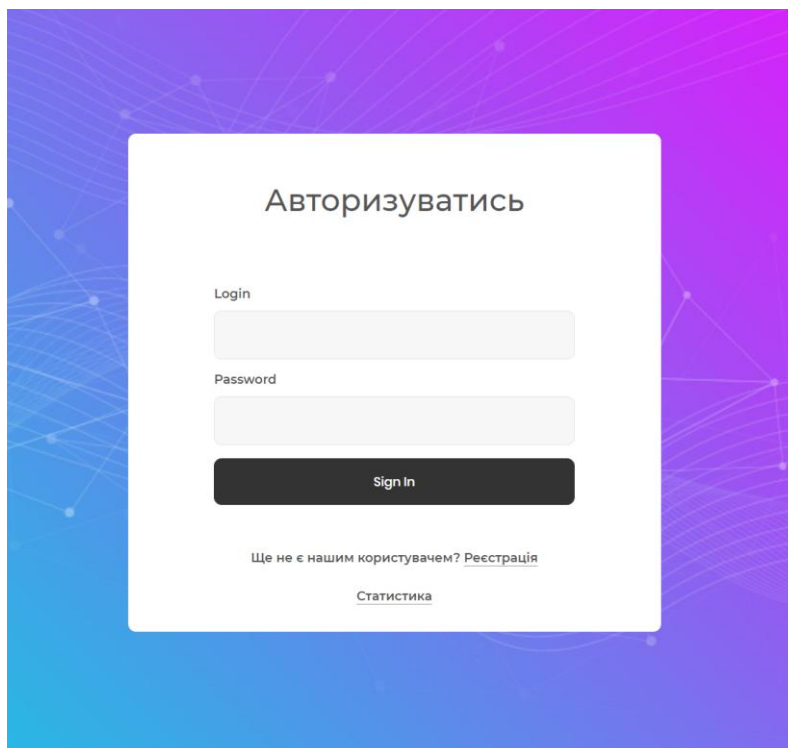 Авторизуватись
Login
Password
Sign In
Ще не є нашим користувачем? Реєстрація
Статистика